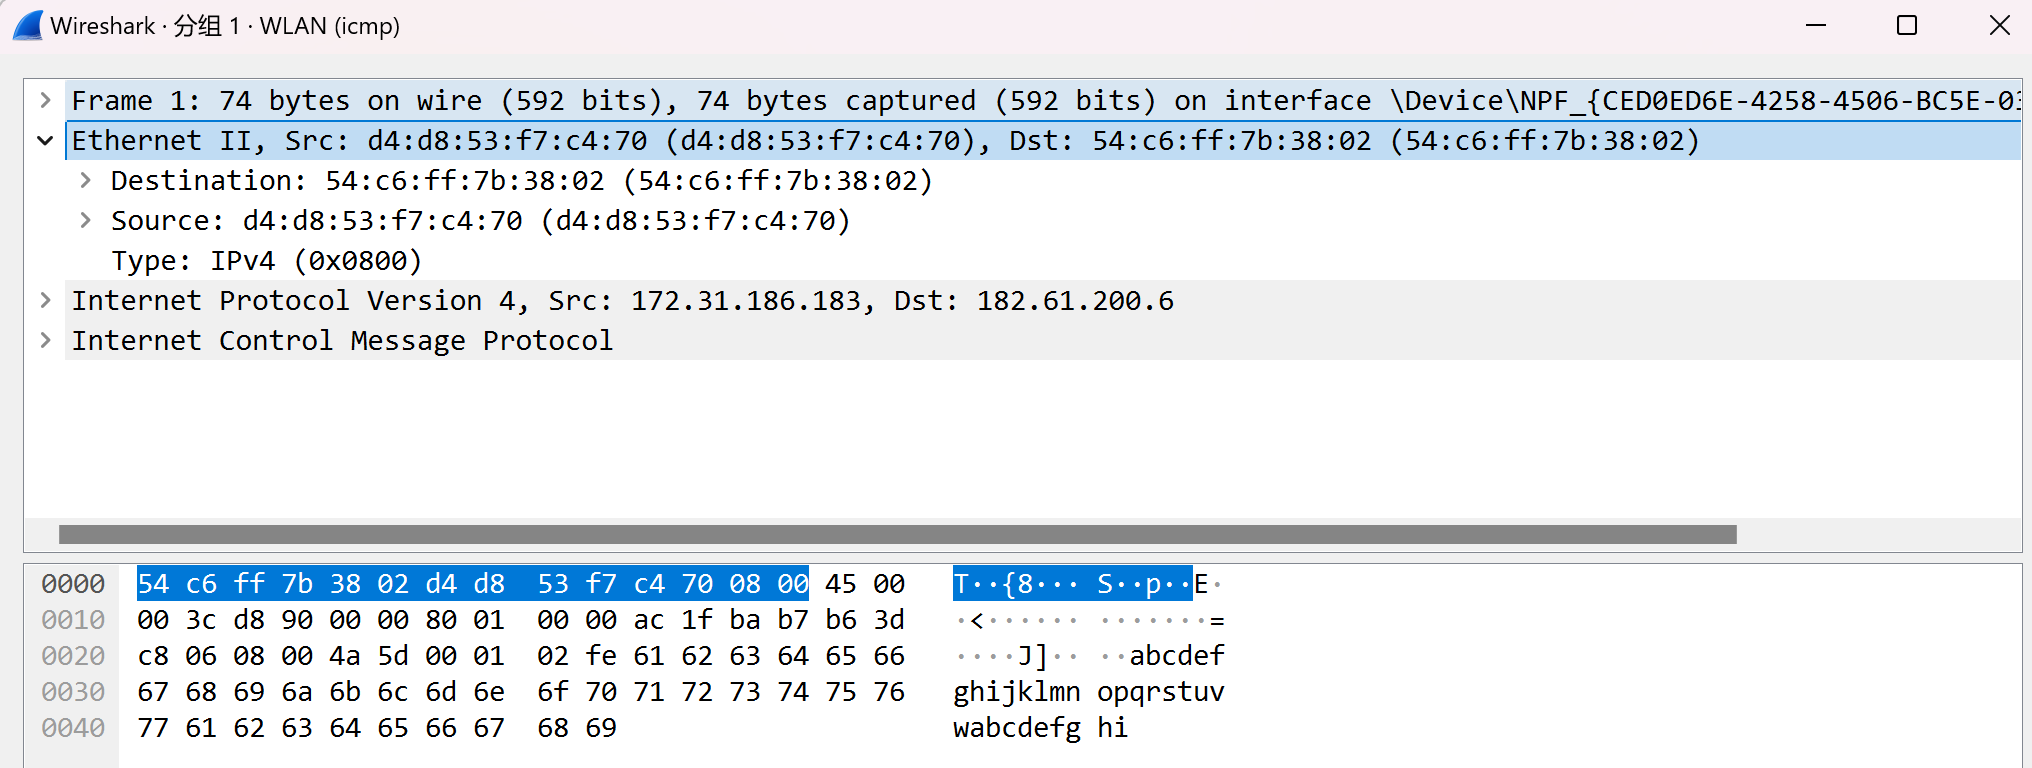 Wireshark · 分组 1 · WLAN (icmp)
Frame 1: 74 bytes on wire (592 bits), 74 bytes captured (592 bits) on interface \Device\NPF_{CED0ED6E-4258-4506-BC5E-03
Ethernet II, Src: d4:d8:53:f7:c4:70 (d4:d8:53:f7:c4:70), Dst: 54:c6:ff:7b:38:02 (54:c6:ff:7b:38:02)
Destination: 54:c6:ff:7b:38:02 (54:c6:ff:7b:38:02)
Source: d4:d8:53:f7:c4:70 (d4:d8:53:f7:c4:70)
Type: IPv4 (0x0800)
Internet Protocol Version 4, Src: 172.31.186.183, Dst: 182.61.200.6
Internet Control Message Protocol
0000 54 c6 ff 7b 38 02 d4 d8 53 f7 c4 70 08 00 45 00 T··{8··· S··p··E·
0010 00 3c d8 90 00 00 80 01 00 00 ac 1f ba b7 b6 3d ·<······ ·······=
0020 c8 06 08 00 4a 5d 00 01 02 fe 61 62 63 64 65 66 ····J]·· ··abcdef
0030 67 68 69 6a 6b 6c 6d 6e 6f 70 71 72 73 74 75 76 ghijklmn opqrstuv
0040 77 61 62 63 64 65 66 67 68 69 wabcdefg hi